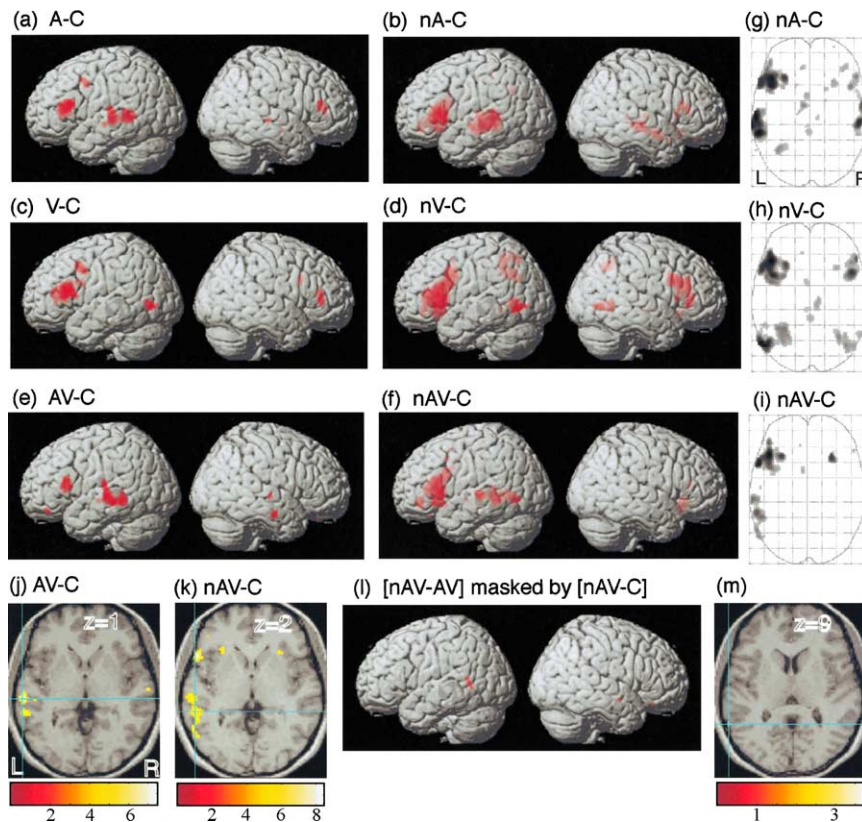 (a) A-C
(b) nA-C
(g) nA-C
L R
(c) V-C
(d) nV-C
(h) nV-C
(e) AV-C
(f) nAV-C
(i) nAV-C
(j) AV-C
(k) nAV-C
(l) [nAV-AV] masked by [nAV-C]
(m)
z=1
z=2
z=9
L R
2 4 6
2 4 6 8
1 3